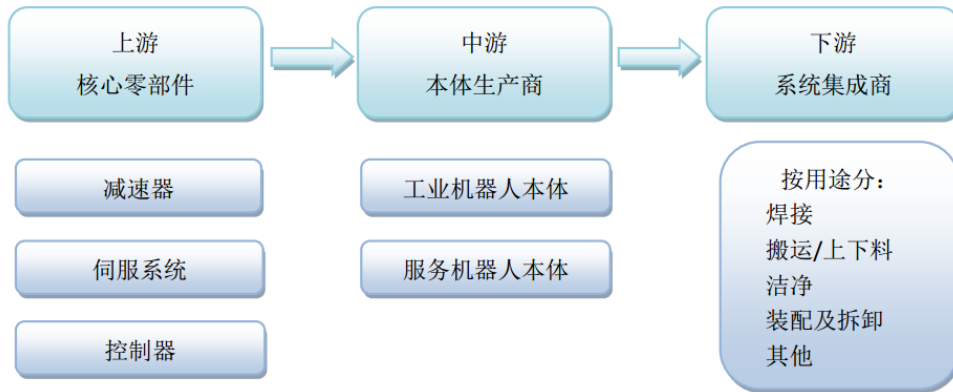 上游
核心零部件
中游
本体生产商
下游
系统集成商
减速器
伺服系统
控制器
工业机器人本体
服务机器人本体
按用途分：
焊接
搬运/上下料
洁净
装配及拆卸
其他